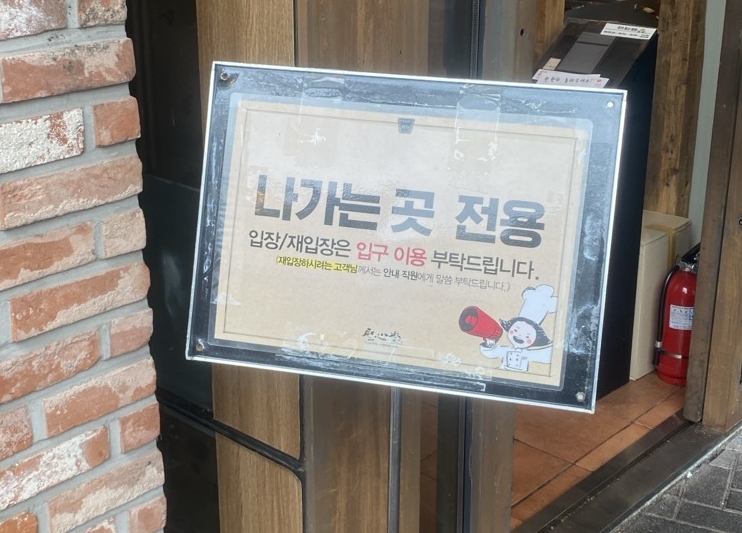 나가는 곳 전용
입장/재입장은 입구 이용 부탁드립니다.
(재입장하시려는 고객님께서는 안내 직원에게 말씀 부탁드립니다.)